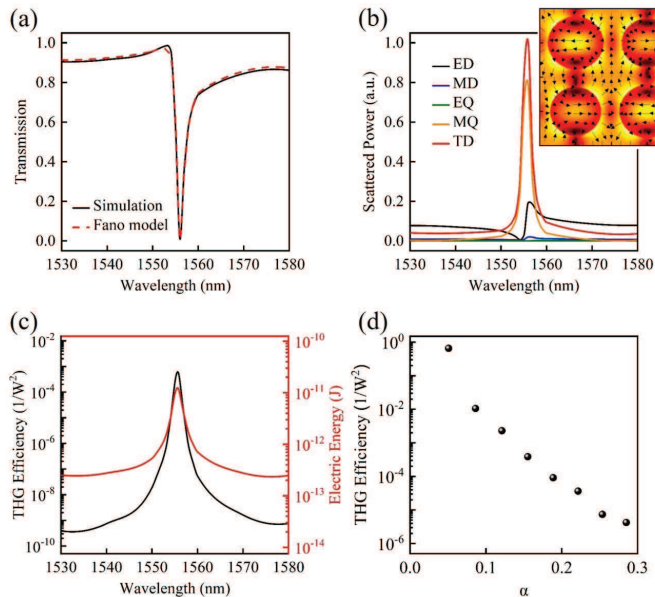 (a)
1.0
0.8
0.6
0.4
0.2
0.0
Transmission
Simulation
Fano model
1530 1540 1550 1560 1570 1580
Wavelength (nm)
(b)
1.0
0.8
0.6
0.4
0.2
0.0
Scattered Power (a.u.)
ED
MD
EQ
MQ
TD
1530 1540 1550 1560 1570 1580
Wavelength (nm)
(c)
10⁻²
10⁻⁴
10⁻⁶
10⁻⁸
10⁻¹⁰
THG Efficiency (1/W²)
10⁻¹⁰
10⁻¹¹
10⁻¹²
10⁻¹³
10⁻¹⁴
Electric Energy (J)
1530 1540 1550 1560 1570 1580
Wavelength (nm)
(d)
10⁰
10⁻²
10⁻⁴
10⁻⁶
THG Efficiency (1/W²)
0.0 0.1 0.2 0.3
α